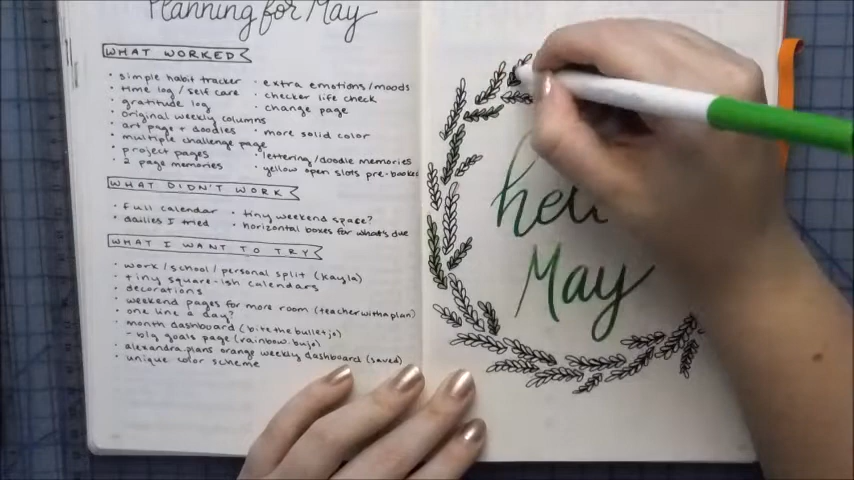 Planning for May
WHAT WORKED
• simple habit tracker
• time log/self care
• gratitude log
• original weekly columns
• art page + doodles
• multiple challenge page
• project pages
• 2 page memories
• extra emotions/moods
• checker life check
• change page
• more solid color
• lettering/doodle memories
• yellow open slots pre-booked
WHAT DIDN'T WORK
• full calendar
• dailies I tried
• tiny weekend space?
• horizontal boxes for what's due
WHAT I WANT TO TRY
• work/school/personal split (kayla)
• tiny square-ish calendars
• decorations
• weekend pages for more room (teacherwithaplan)
• one line a day?
• month dashboard (bitethebulletjo)
- big goals page (rainbow.bujo)
• alexandra.plans orange weekly dashboard (saved)
• unique color scheme
hello
May